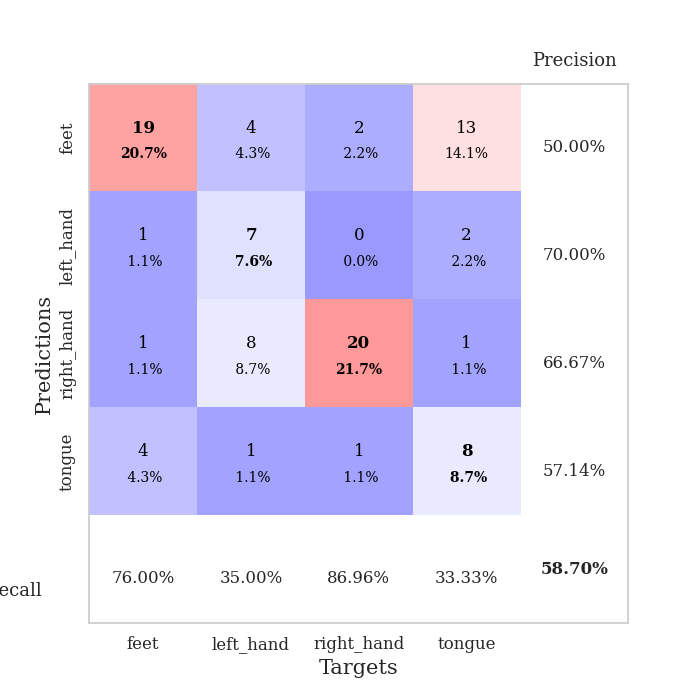 Precision
feet 19 4 2 13 50.00%
20.7% 4.3% 2.2% 14.1%
left_hand 1 7 0 2 70.00%
1.1% 7.6% 0.0% 2.2%
Predictions
right_hand 1 8 20 1 66.67%
1.1% 8.7% 21.7% 1.1%
tongue 4 1 1 8 57.14%
4.3% 1.1% 1.1% 8.7%
ecall 76.00% 35.00% 86.96% 33.33% 58.70%
feet left_hand right_hand tongue
Targets